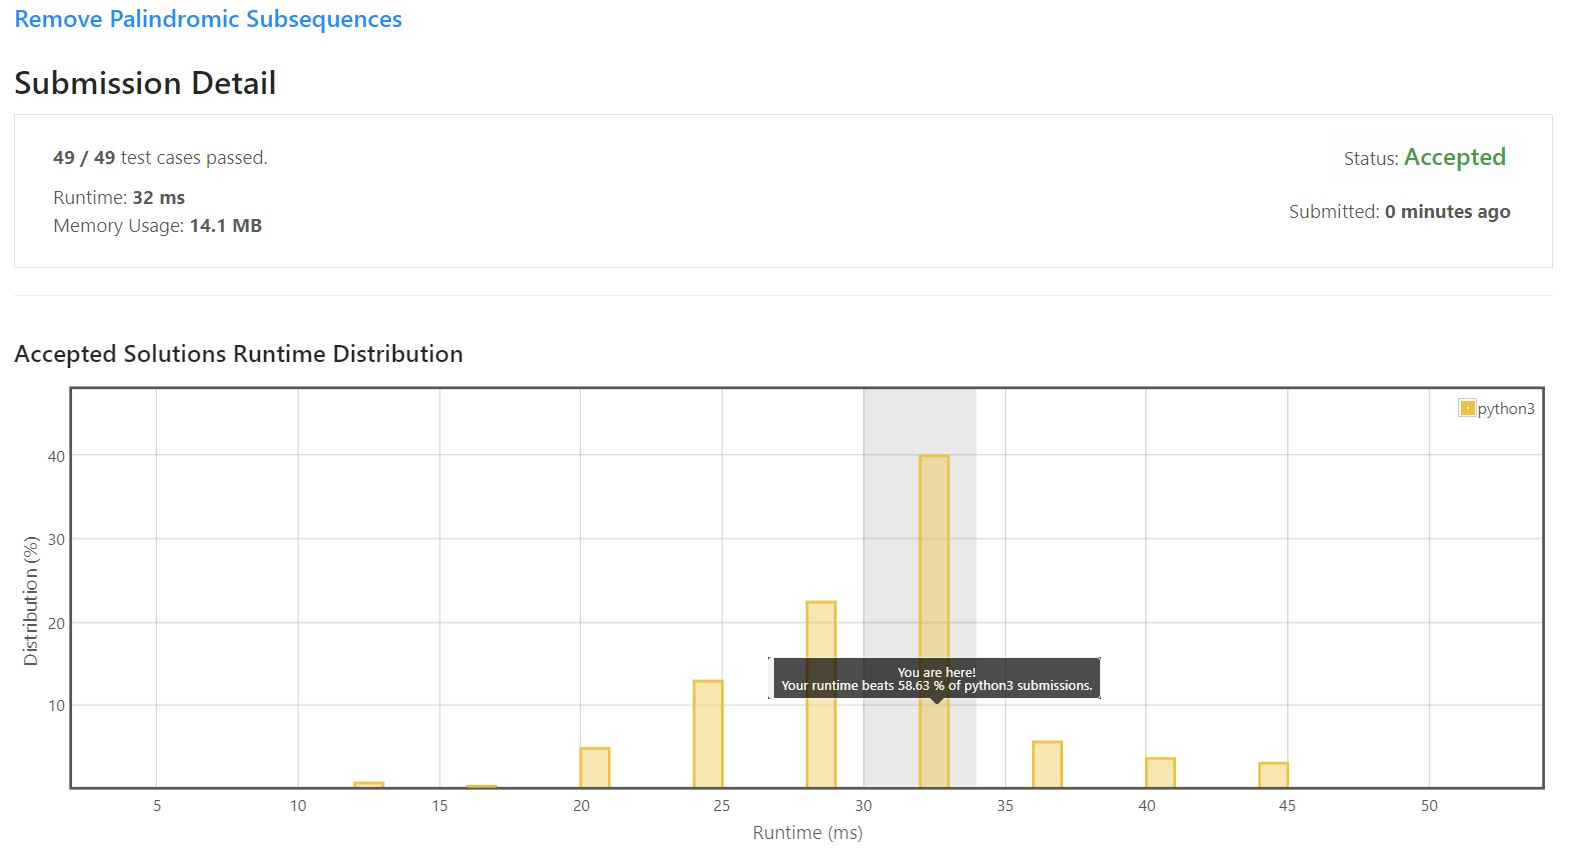 Remove Palindromic Subsequences
Submission Detail
49 / 49 test cases passed.
Status: Accepted
Runtime: 32 ms
Submitted: 0 minutes ago
Memory Usage: 14.1 MB
Accepted Solutions Runtime Distribution
python3
40
30
20
10
Distribution (%)
You are here!
Your runtime beats 58.63 % of python3 submissions.
5 10 15 20 25 30 35 40 45 50
Runtime (ms)